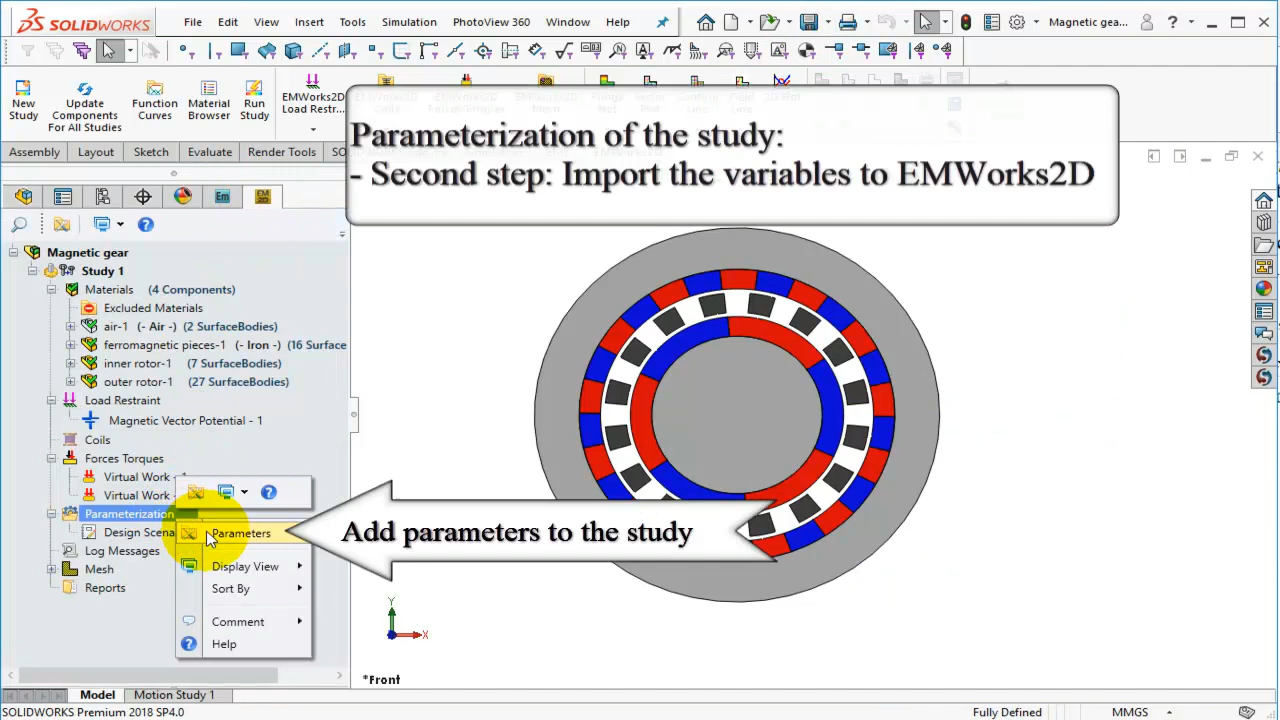 SOLIDWORKS
File Edit View Insert Tools Simulation PhotoView 360 Window Help
Magnetic gear...
New Study
Update Components For All Studies
Function Curves
Material Browser
Run Study
EMWorks2D Load Restr...
Assembly Layout Sketch Evaluate Render Tools
Parameterization of the study:
- Second step: Import the variables to EMWorks2D
Magnetic gear
Study 1
Materials (4 Components)
Excluded Materials
air-1 (- Air -) (2 SurfaceBodies)
ferromagnetic pieces-1 (- Iron -) (16 Surface
inner rotor-1 (7 SurfaceBodies)
outer rotor-1 (27 SurfaceBodies)
Load Restraint
Magnetic Vector Potential - 1
Coils
Forces Torques
Virtual Work - 1
Virtual Work -
Parameterization
Design Scena
Log Messages
Mesh
Reports
Parameters
Display View
Sort By
Comment
Help
Add parameters to the study
Y
X
*Front
Model Motion Study 1
SOLIDWORKS Premium 2018 SP4.0
Fully Defined
MMGS